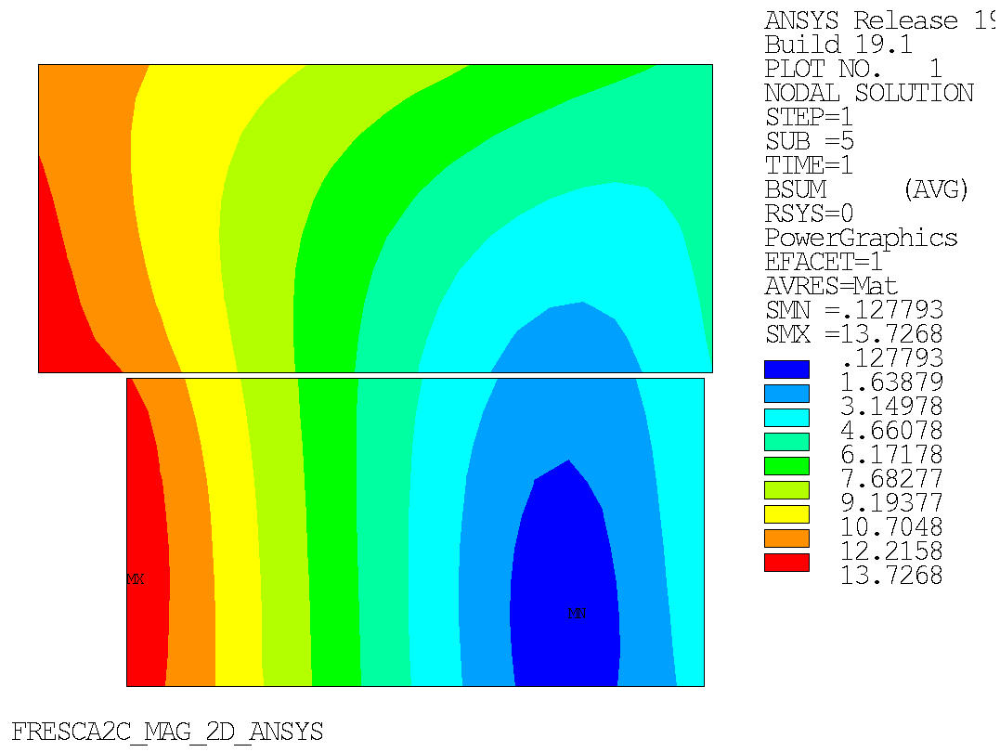 ANSYS Release 19
Build 19.1
PLOT NO.   1
NODAL SOLUTION
STEP=1
SUB =5
TIME=1
BSUM     (AVG)
RSYS=0
PowerGraphics
EFACET=1
AVRES=Mat
SMN =.127793
SMX =13.7268
.127793
1.63879
3.14978
4.66078
6.17178
7.68277
9.19377
10.7048
12.2158
13.7268
MX
MN
FRESCA2C_MAG_2D_ANSYS